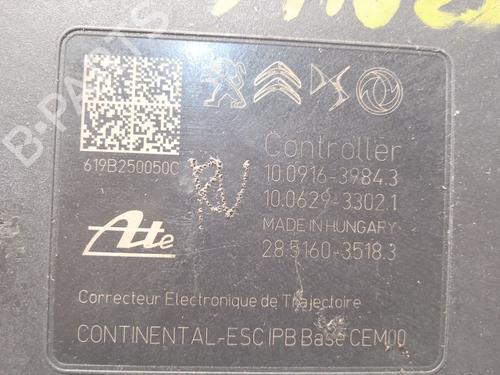 B-PARTS
619B250050C
Controller
10.0916-3984.3
10.0629-3302.1
MADE IN HUNGARY
28.5160-3518.3
Ate
Correcteur Electronique de Trajectoire
CONTINENTAL-ESC IPB Base CEM00